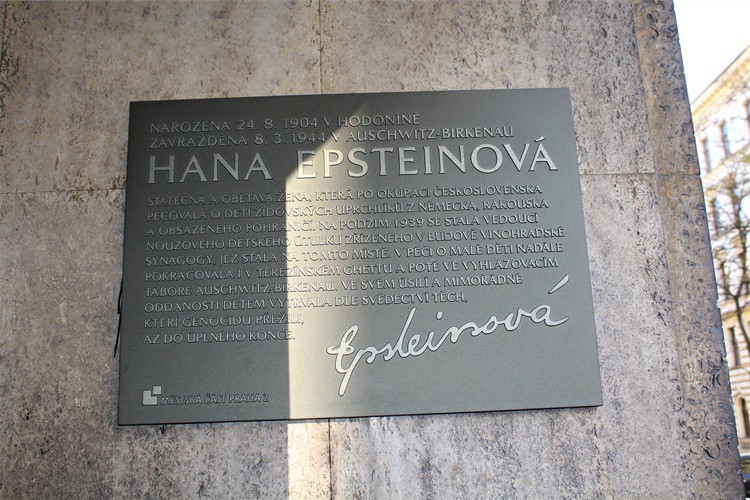 NAROZENA 24. 8. 1904 V HODONÍNĚ
ZAVRAŽDĚNA 8. 3. 1944 V AUSCHWITZ-BIRKENAU
HANA EPSTEINOVÁ
STATEČNÁ A OBĚTAVÁ ŽENA, KTERÁ PO OKUPACI ČESKOSLOVENSKA
PEČOVALA O DĚTI ŽIDOVSKÝCH UPRCHLÍKŮ Z NĚMECKA, RAKOUSKA
A OBSAZENÉHO POHRANIČÍ. NA PODZIM 1939 SE STALA VEDOUCÍ
NOUZOVÉHO DĚTSKÉHO ÚTULKU ZŘÍZENÉHO V BUDOVĚ VINOHRADSKÉ
SYNAGOGY, JEŽ STÁLA NA TOMTO MÍSTĚ. V PÉČI O MALÉ DĚTI NADÁLE
POKRAČOVALA I V TEREZÍNSKÉM GHETTU A POTÉ VE VYHLAZOVACÍM
TÁBOŘE AUSCHWITZ-BIRKENAU. VE SVÉM ÚSILÍ A MIMOŘÁDNÉ
ODDANOSTI DĚTEM VYTRVALA DLE SVĚDECTVÍ TĚCH,
KTEŘÍ GENOCIDU PŘEŽILI,
AŽ DO ÚPLNÉHO KONCE.
Epsteinová
MĚSTSKÁ ČÁST PRAHA 2